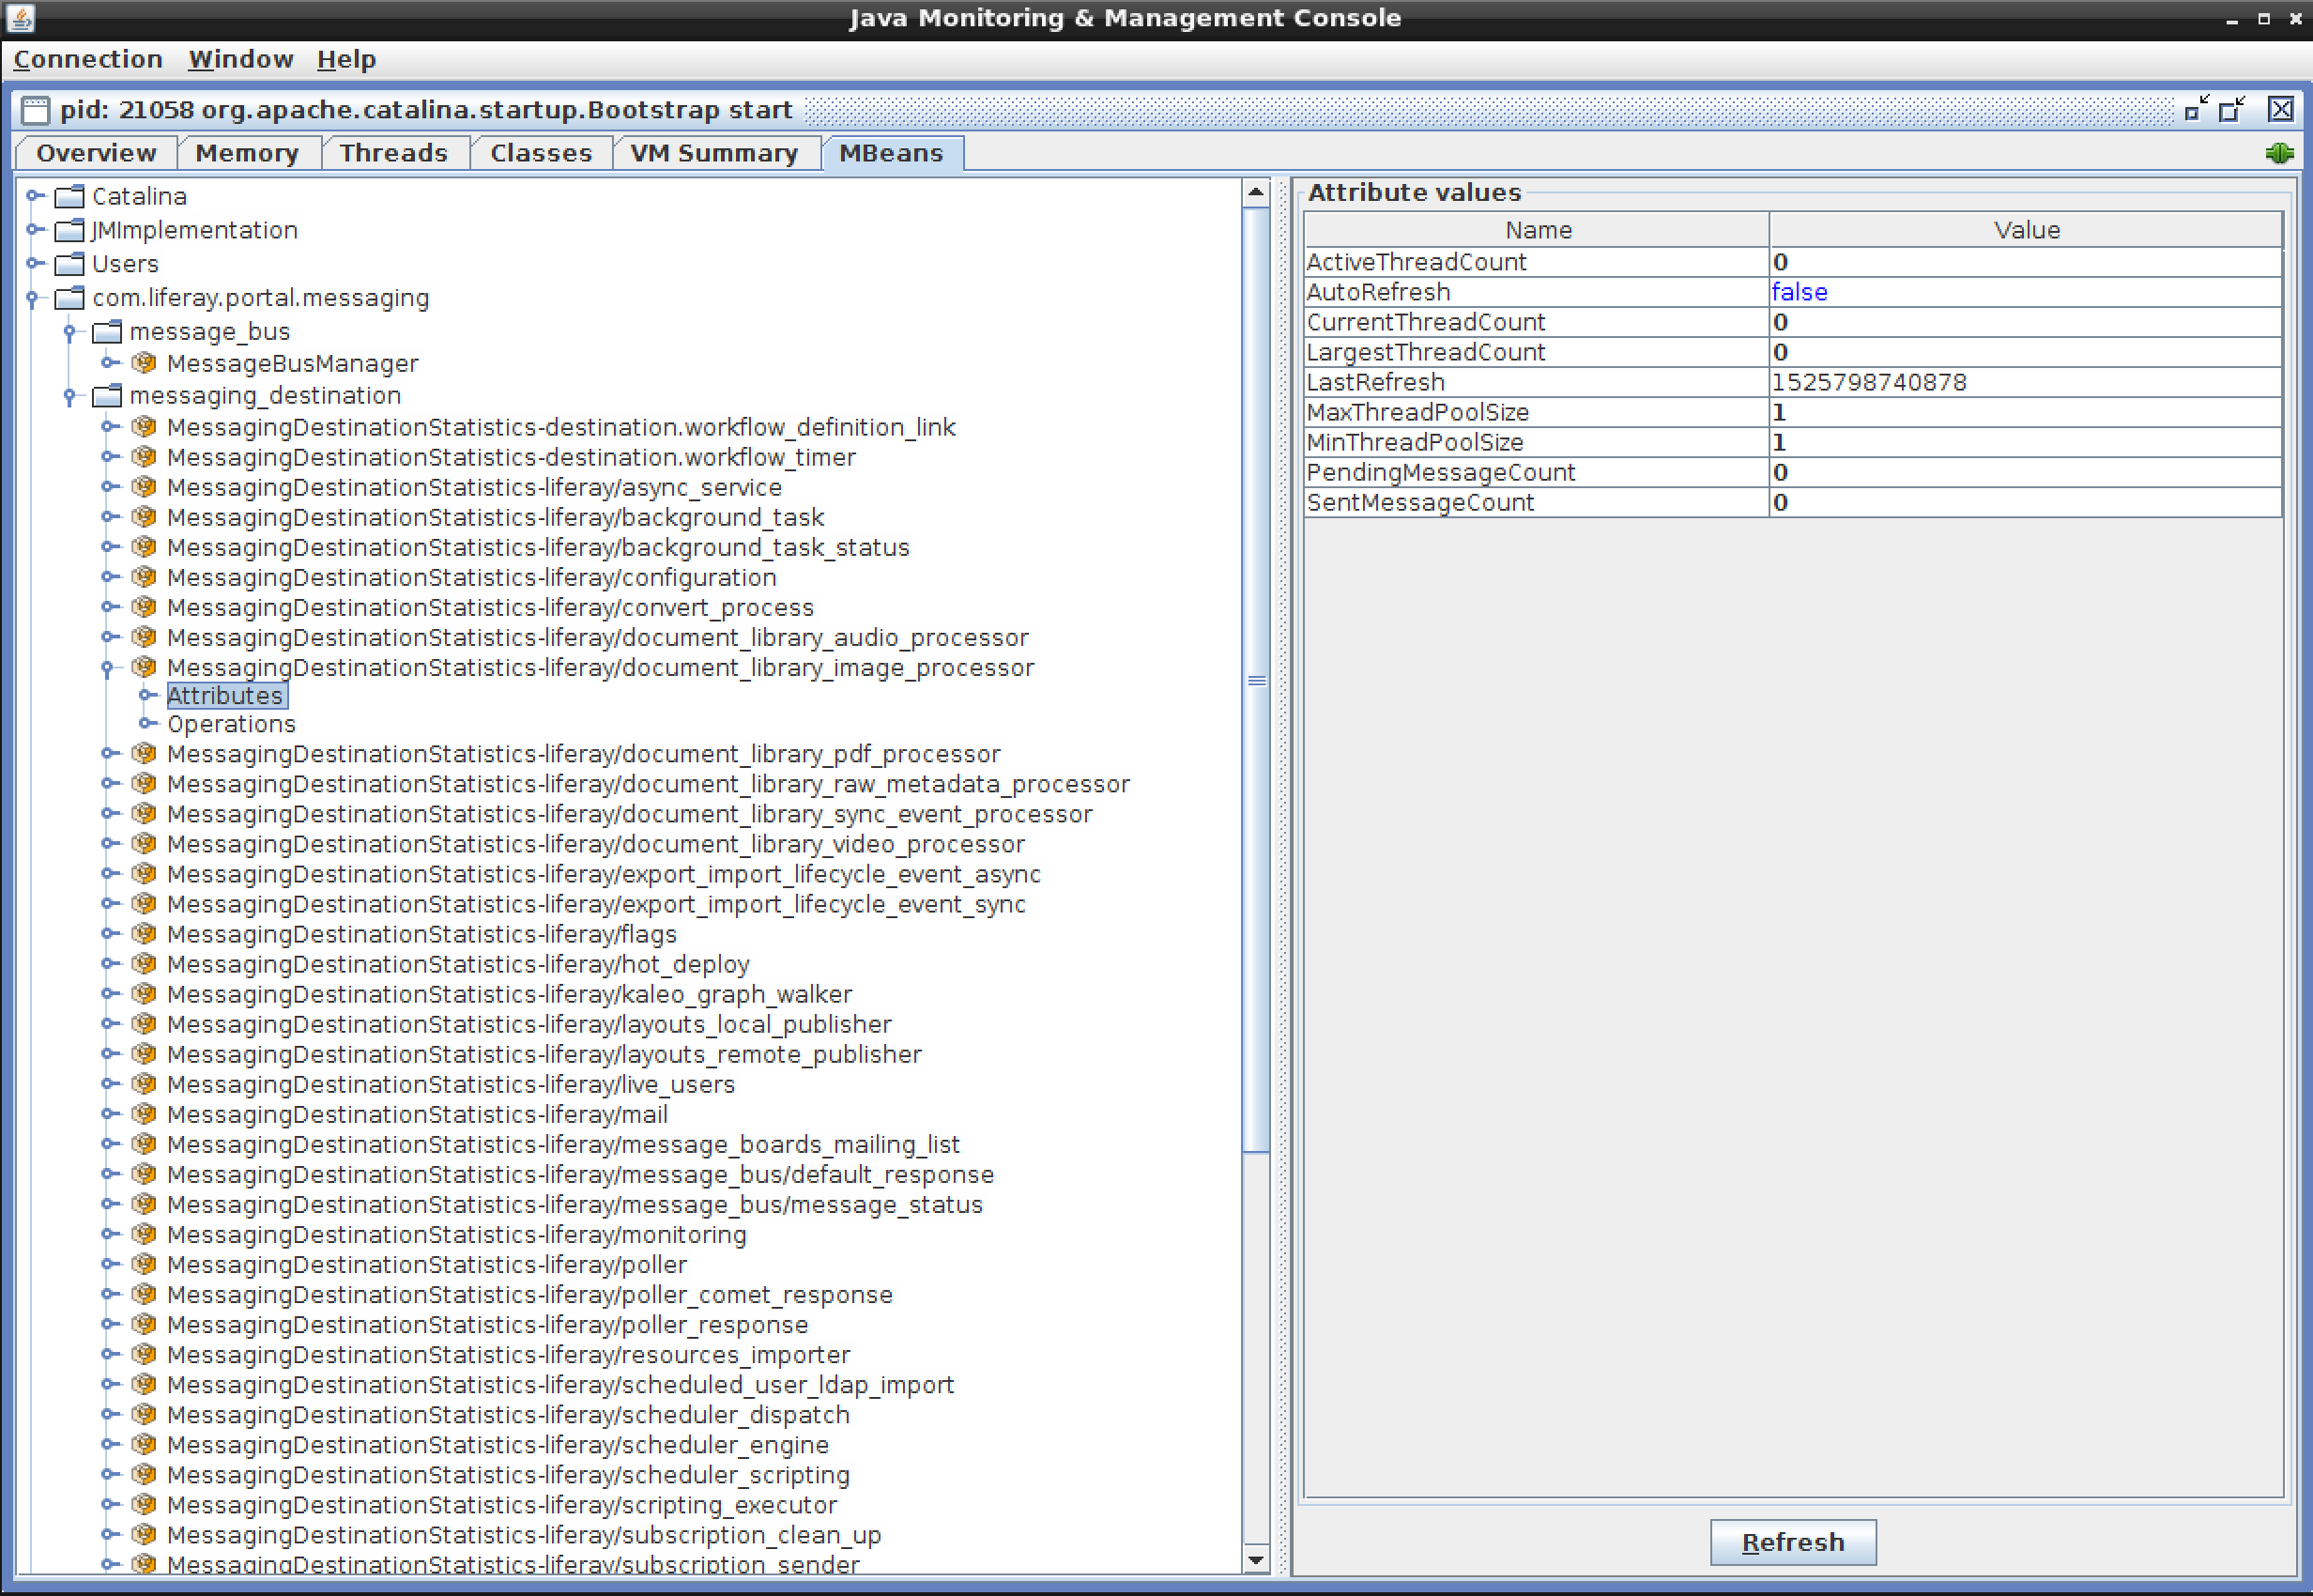 Java Monitoring & Management Console
Connection Window Help
pid: 21058 org.apache.catalina.startup.Bootstrap start
Overview Memory Threads Classes VM Summary MBeans
Catalina
JMImplementation
Users
com.liferay.portal.messaging
message_bus
MessageBusManager
messaging_destination
MessagingDestinationStatistics-destination.workflow_definition_link
MessagingDestinationStatistics-destination.workflow_timer
MessagingDestinationStatistics-liferay/async_service
MessagingDestinationStatistics-liferay/background_task
MessagingDestinationStatistics-liferay/background_task_status
MessagingDestinationStatistics-liferay/configuration
MessagingDestinationStatistics-liferay/convert_process
MessagingDestinationStatistics-liferay/document_library_audio_processor
MessagingDestinationStatistics-liferay/document_library_image_processor
Attributes
Operations
MessagingDestinationStatistics-liferay/document_library_pdf_processor
MessagingDestinationStatistics-liferay/document_library_raw_metadata_processor
MessagingDestinationStatistics-liferay/document_library_sync_event_processor
MessagingDestinationStatistics-liferay/document_library_video_processor
MessagingDestinationStatistics-liferay/export_import_lifecycle_event_async
MessagingDestinationStatistics-liferay/export_import_lifecycle_event_sync
MessagingDestinationStatistics-liferay/flags
MessagingDestinationStatistics-liferay/hot_deploy
MessagingDestinationStatistics-liferay/kaleo_graph_walker
MessagingDestinationStatistics-liferay/layouts_local_publisher
MessagingDestinationStatistics-liferay/layouts_remote_publisher
MessagingDestinationStatistics-liferay/live_users
MessagingDestinationStatistics-liferay/mail
MessagingDestinationStatistics-liferay/message_boards_mailing_list
MessagingDestinationStatistics-liferay/message_bus/default_response
MessagingDestinationStatistics-liferay/message_bus/message_status
MessagingDestinationStatistics-liferay/monitoring
MessagingDestinationStatistics-liferay/poller
MessagingDestinationStatistics-liferay/poller_comet_response
MessagingDestinationStatistics-liferay/poller_response
MessagingDestinationStatistics-liferay/resources_importer
MessagingDestinationStatistics-liferay/scheduled_user_ldap_import
MessagingDestinationStatistics-liferay/scheduler_dispatch
MessagingDestinationStatistics-liferay/scheduler_engine
MessagingDestinationStatistics-liferay/scheduler_scripting
MessagingDestinationStatistics-liferay/scripting_executor
MessagingDestinationStatistics-liferay/subscription_clean_up
MessagingDestinationStatistics-liferay/subscription_sender
Attribute values
Name Value
ActiveThreadCount 0
AutoRefresh false
CurrentThreadCount 0
LargestThreadCount 0
LastRefresh 1525798740878
MaxThreadPoolSize 1
MinThreadPoolSize 1
PendingMessageCount 0
SentMessageCount 0
Refresh